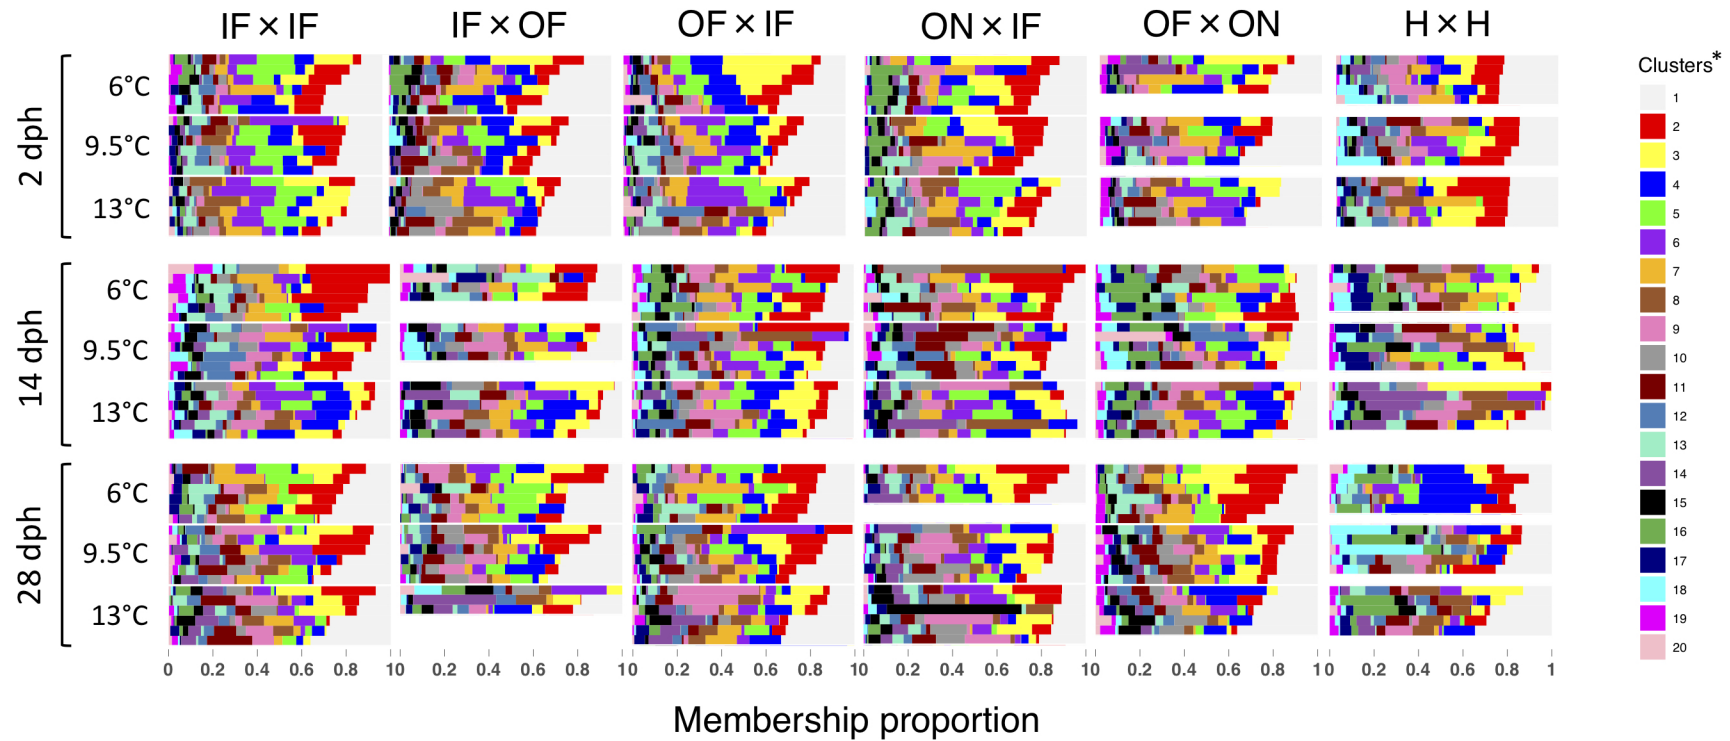 IF × IF IF × OF OF × IF ON × IF OF × ON H × H
Clusters*
2 dph
6°C
9.5°C
13°C
14 dph
6°C
9.5°C
13°C
28 dph
6°C
9.5°C
13°C
1
2
3
4
5
6
7
8
9
10
11
12
13
14
15
16
17
18
19
20
0 0.2 0.4 0.6 0.8 1 0 0.2 0.4 0.6 0.8 1 0 0.2 0.4 0.6 0.8 1 0 0.2 0.4 0.6 0.8 1 0 0.2 0.4 0.6 0.8 1 0 0.2 0.4 0.6 0.8 1
Membership proportion